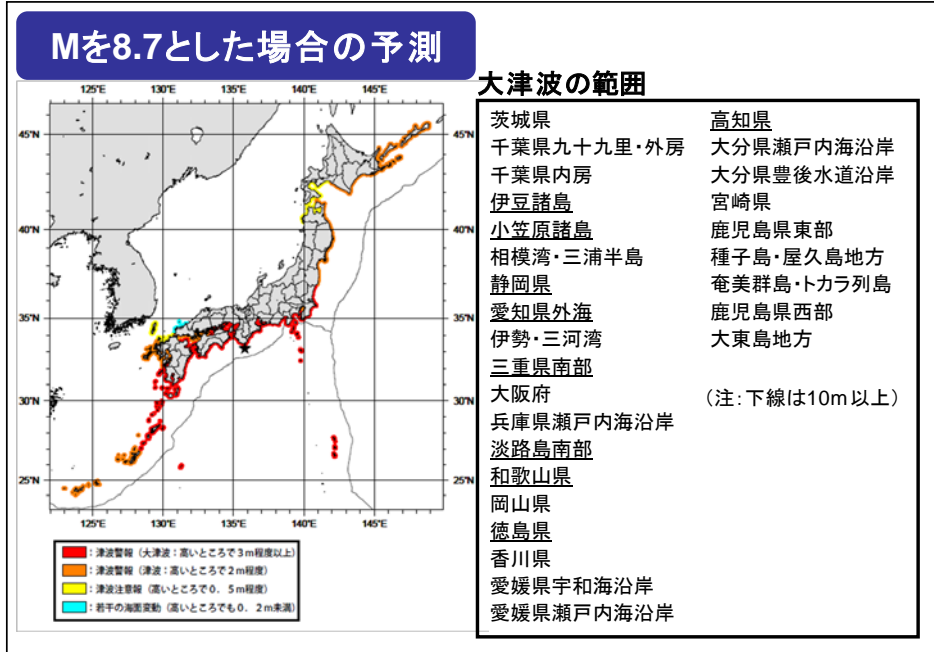 Mを8.7とした場合の予測
大津波の範囲
125°E 130°E 135°E 140°E 145°E
45°N 45°N
40°N 40°N
35°N 35°N
30°N 30°N
25°N 25°N
125°E 130°E 135°E 140°E 145°E
:津波警報(大津波:高いところで3m程度以上)
:津波警報(津波:高いところで2m程度)
:津波注意報(高いところで0.5m程度)
:若干の海面変動(高いところでも0.2m未満)
茨城県
千葉県九十九里・外房
千葉県内房
伊豆諸島
小笠原諸島
相模湾・三浦半島
静岡県
愛知県外海
伊勢・三河湾
三重県南部
大阪府
兵庫県瀬戸内海沿岸
淡路島南部
和歌山県
岡山県
徳島県
香川県
愛媛県宇和海沿岸
愛媛県瀬戸内海沿岸
高知県
大分県瀬戸内海沿岸
大分県豊後水道沿岸
宮崎県
鹿児島県東部
種子島・屋久島地方
奄美群島・トカラ列島
鹿児島県西部
大東島地方
(注:下線は10m以上)